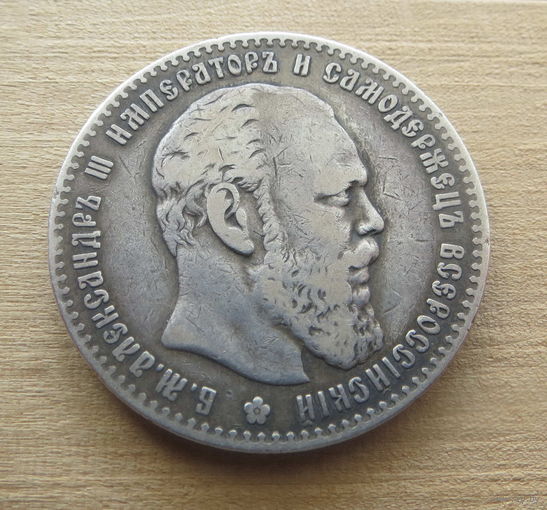 Б.М. АЛЕКСАНДРЪ III ИМПЕРАТОРЪ И САМОДЕРЖЕЦЪ ВСЕРОССІЙСКІЙ